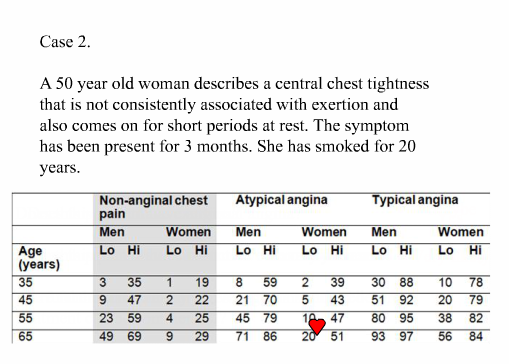 Case 2.
A 50 year old woman describes a central chest tightness
that is not consistently associated with exertion and
also comes on for short periods at rest. The symptom
has been present for 3 months. She has smoked for 20
years.
Non-anginal chest pain Atypical angina Typical angina
Men Women Men Women Men Women
Age (years) Lo Hi Lo Hi Lo Hi Lo Hi Lo Hi Lo Hi
35 3 35 1 19 8 59 2 39 30 88 10 78
45 9 47 2 22 21 70 5 43 51 92 20 79
55 23 59 4 25 45 79 47 80 95 38 82
65 49 69 9 29 71 86 20 51 93 97 56 84